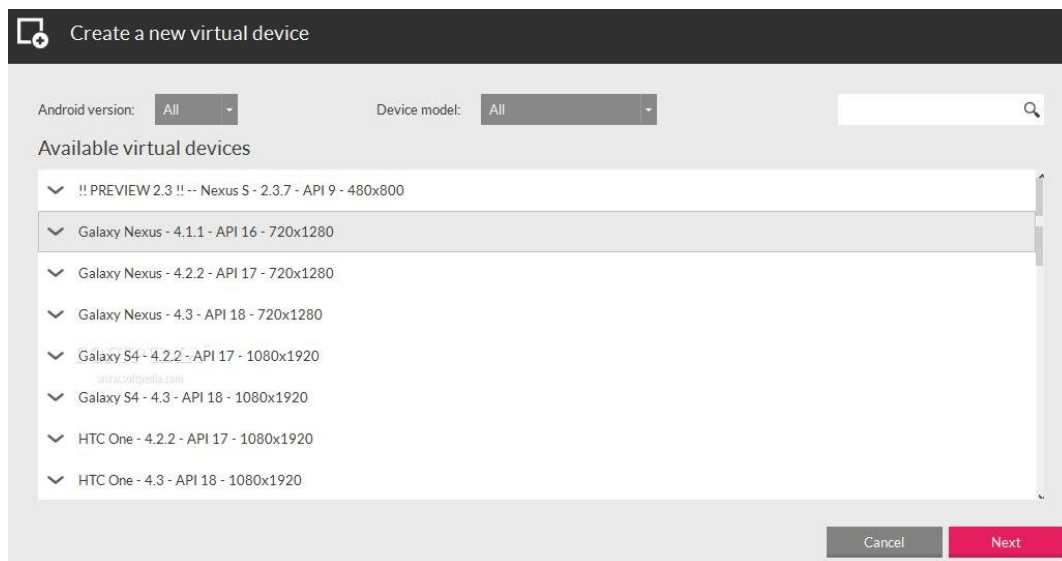 Create a new virtual device
Android version: All Device model: All
Available virtual devices
!! PREVIEW 2.3 !! -- Nexus S - 2.3.7 - API 9 - 480x800
Galaxy Nexus - 4.1.1 - API 16 - 720x1280
Galaxy Nexus - 4.2.2 - API 17 - 720x1280
Galaxy Nexus - 4.3 - API 18 - 720x1280
Galaxy S4 - 4.2.2 - API 17 - 1080x1920
www.softpedia.com
Galaxy S4 - 4.3 - API 18 - 1080x1920
HTC One - 4.2.2 - API 17 - 1080x1920
HTC One - 4.3 - API 18 - 1080x1920
Cancel Next